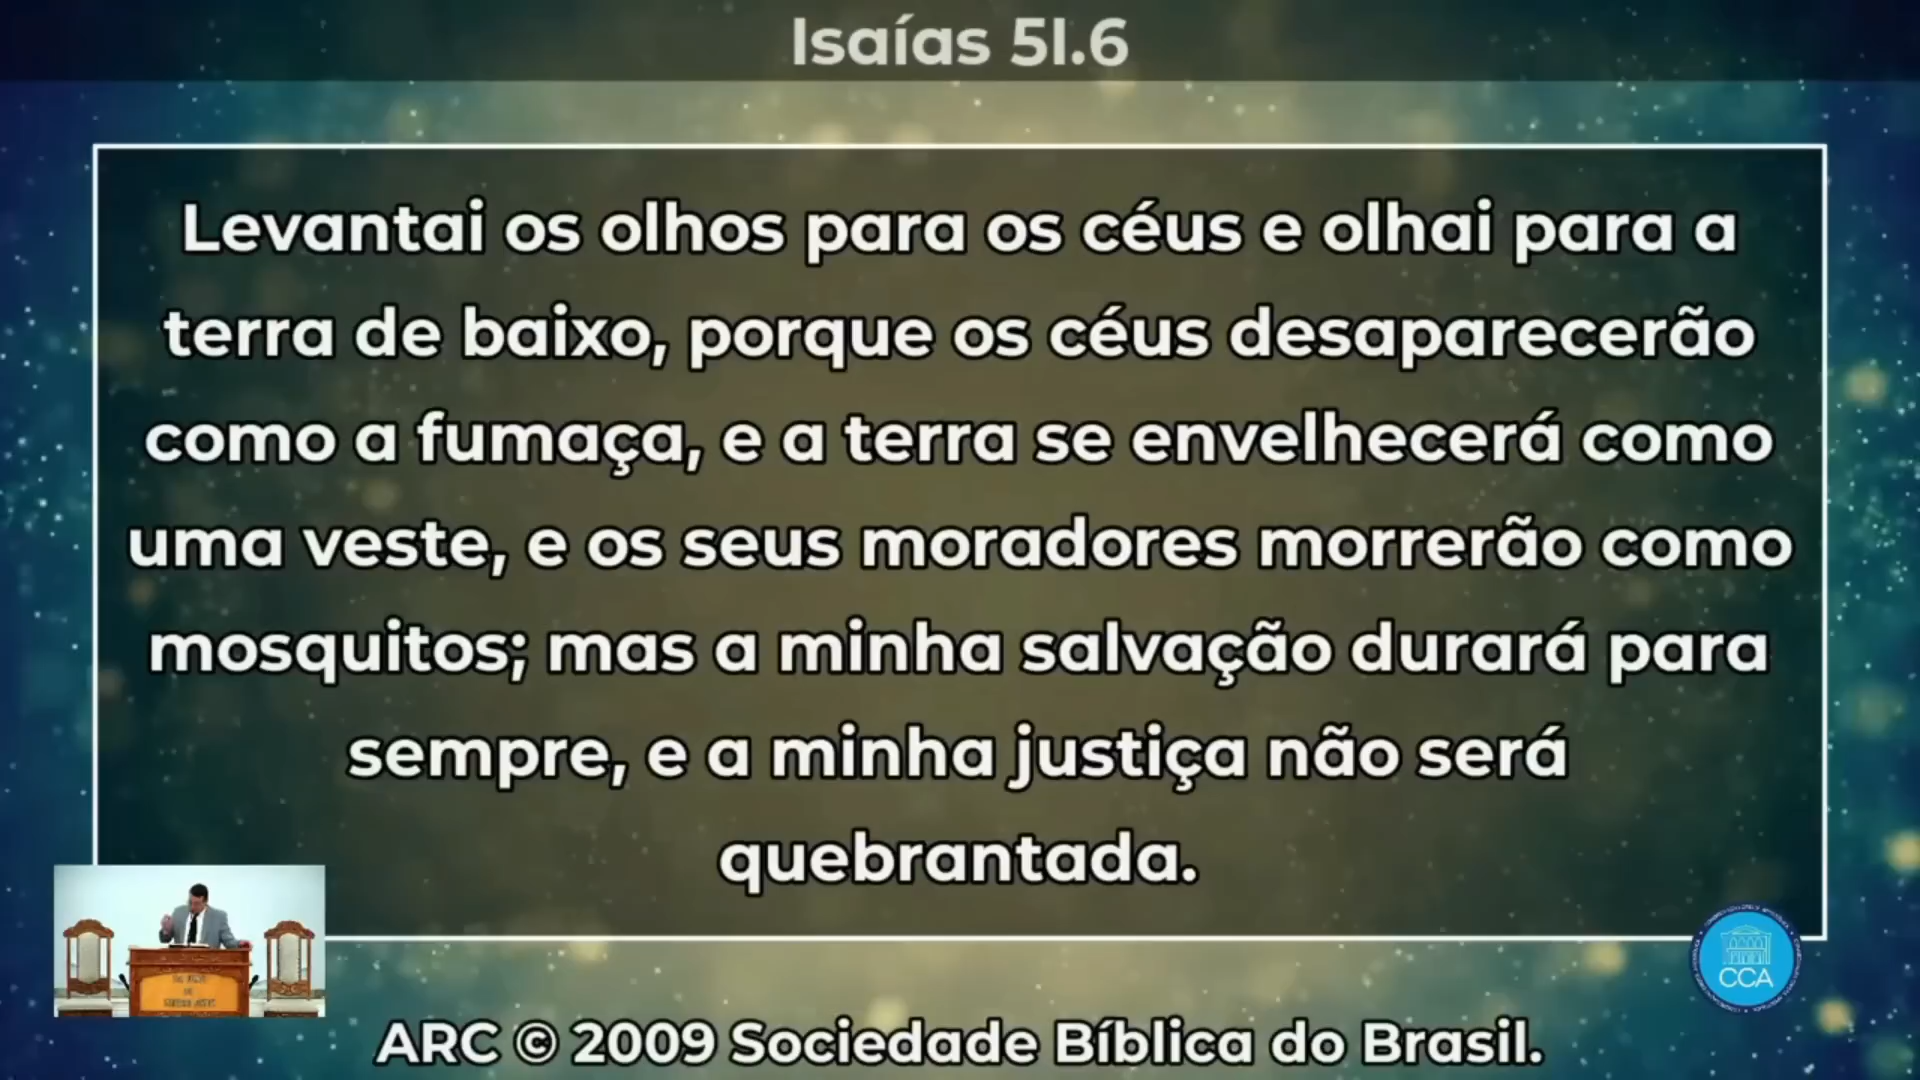 Isaías 51.6
Levantai os olhos para os céus e olhai para a
terra de baixo, porque os céus desaparecerão
como a fumaça, e a terra se envelhecerá como
uma veste, e os seus moradores morrerão como
mosquitos; mas a minha salvação durará para
sempre, e a minha justiça não será
quebrantada.
CCA
ARC © 2009 Sociedade Bíblica do Brasil.